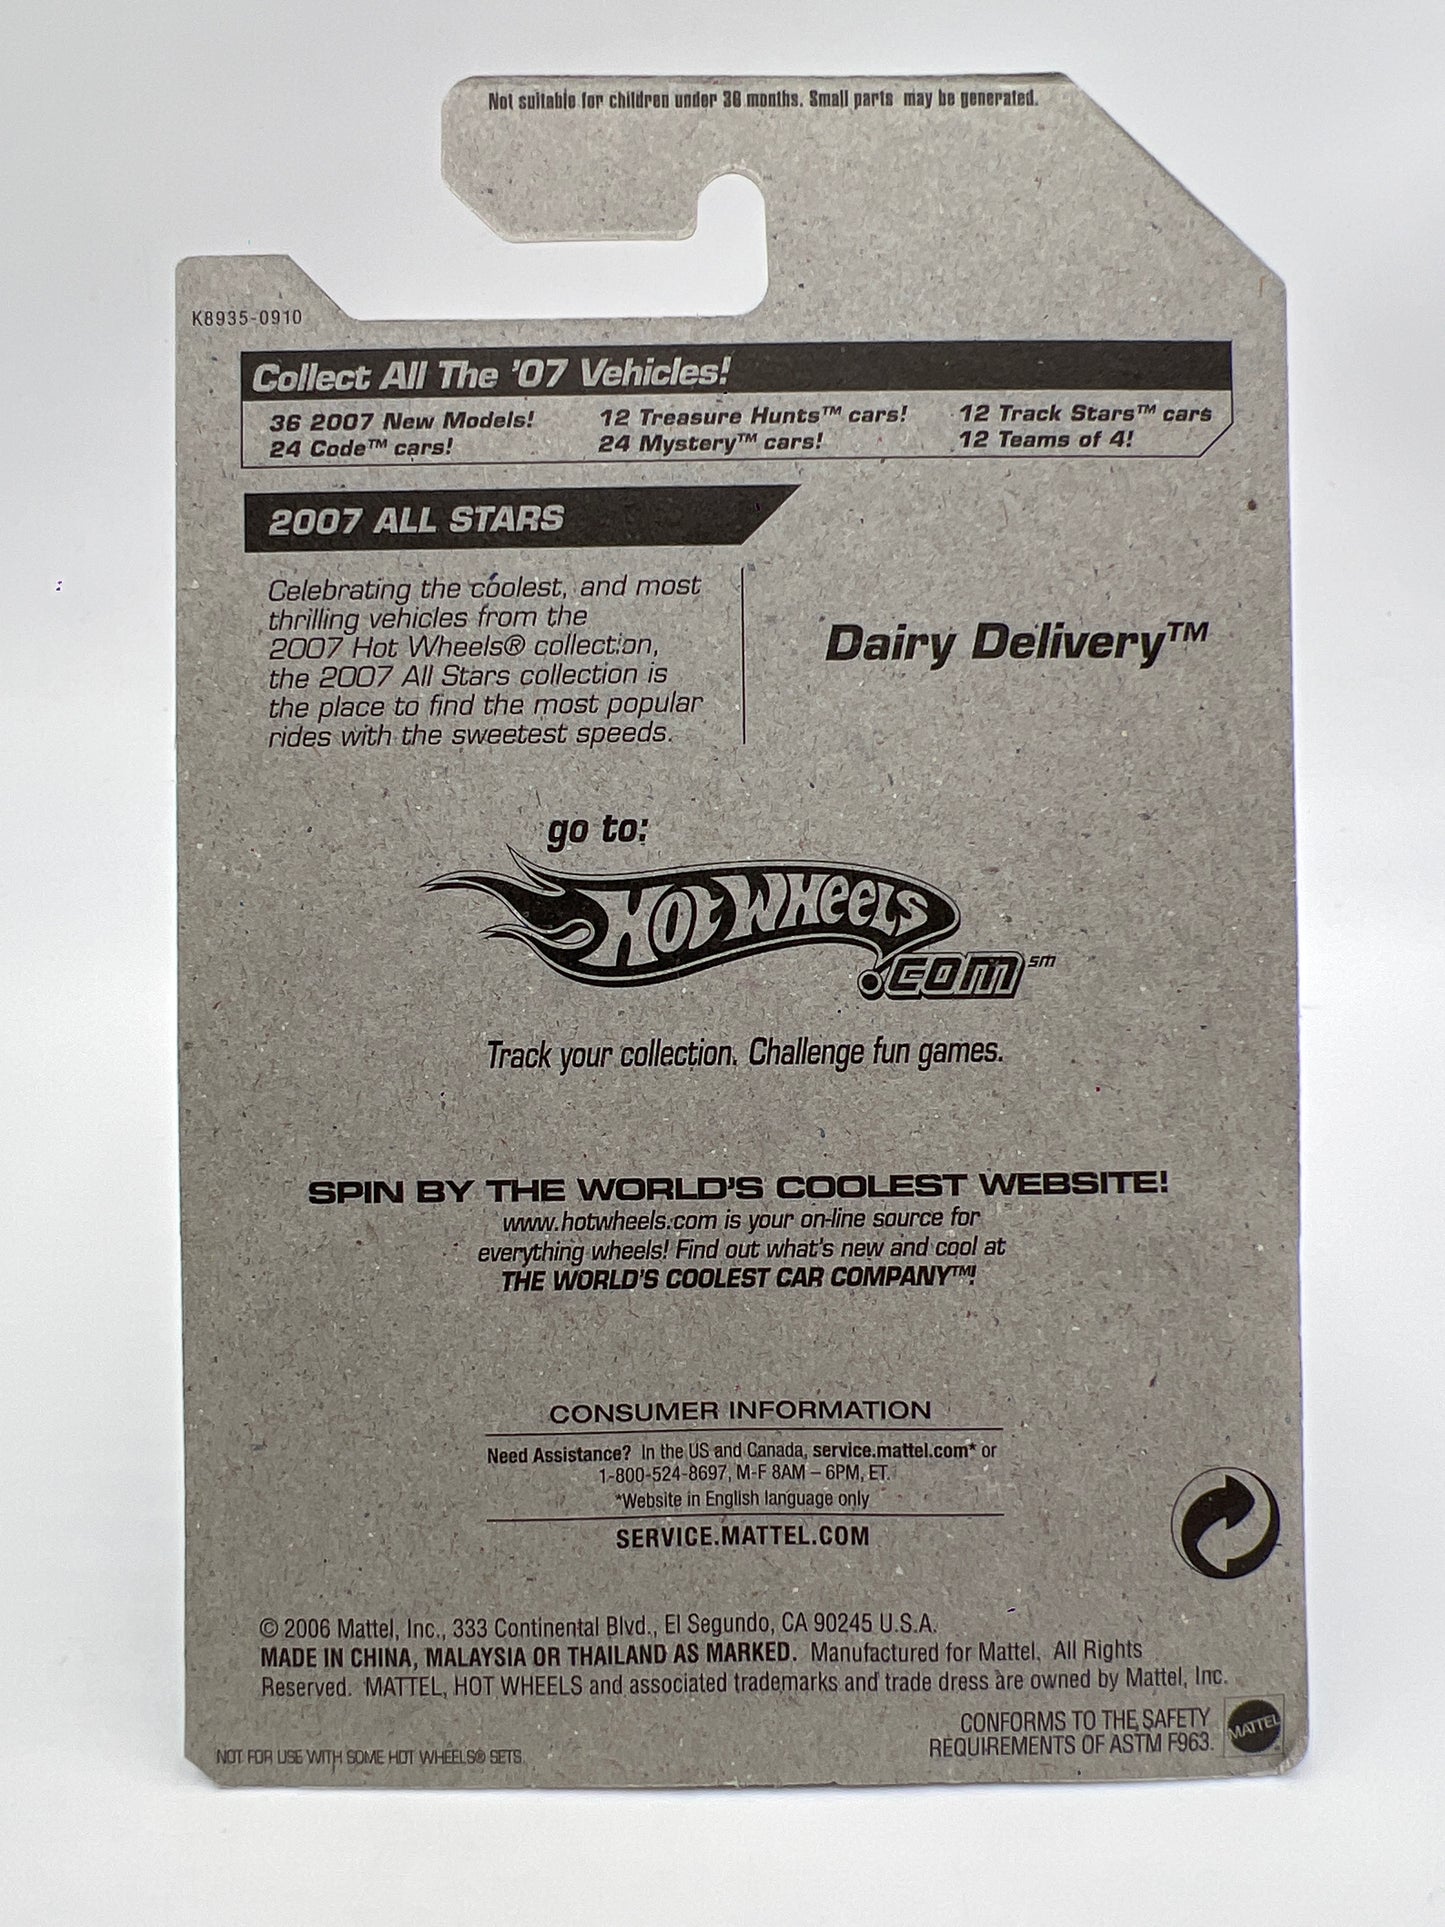 Not suitable for children under 36 months. Small parts may be generated.
K8935-0910
Collect All The '07 Vehicles!
36 2007 New Models! 12 Treasure Hunts™ cars! 12 Track Stars™ cars
24 Code™ cars! 24 Mystery™ cars! 12 Teams of 4!
2007 ALL STARS
Celebrating the coolest, and most
thrilling vehicles from the
2007 Hot Wheels® collection,
the 2007 All Stars collection is
the place to find the most popular
rides with the sweetest speeds.
Dairy Delivery™
go to:
HOT WHEELS
.COM℠
Track your collection. Challenge fun games.
SPIN BY THE WORLD'S COOLEST WEBSITE!
www.hotwheels.com is your on-line source for
everything wheels! Find out what's new and cool at
THE WORLD'S COOLEST CAR COMPANY™!
CONSUMER INFORMATION
Need Assistance? In the US and Canada, service.mattel.com* or
1-800-524-8697, M-F 8AM – 6PM, ET.
*Website in English language only
SERVICE.MATTEL.COM
© 2006 Mattel, Inc., 333 Continental Blvd., El Segundo, CA 90245 U.S.A.
MADE IN CHINA, MALAYSIA OR THAILAND AS MARKED. Manufactured for Mattel. All Rights
Reserved. MATTEL, HOT WHEELS and associated trademarks and trade dress are owned by Mattel, Inc.
CONFORMS TO THE SAFETY
REQUIREMENTS OF ASTM F963.
MATTEL
NOT FOR USE WITH SOME HOT WHEELS® SETS.